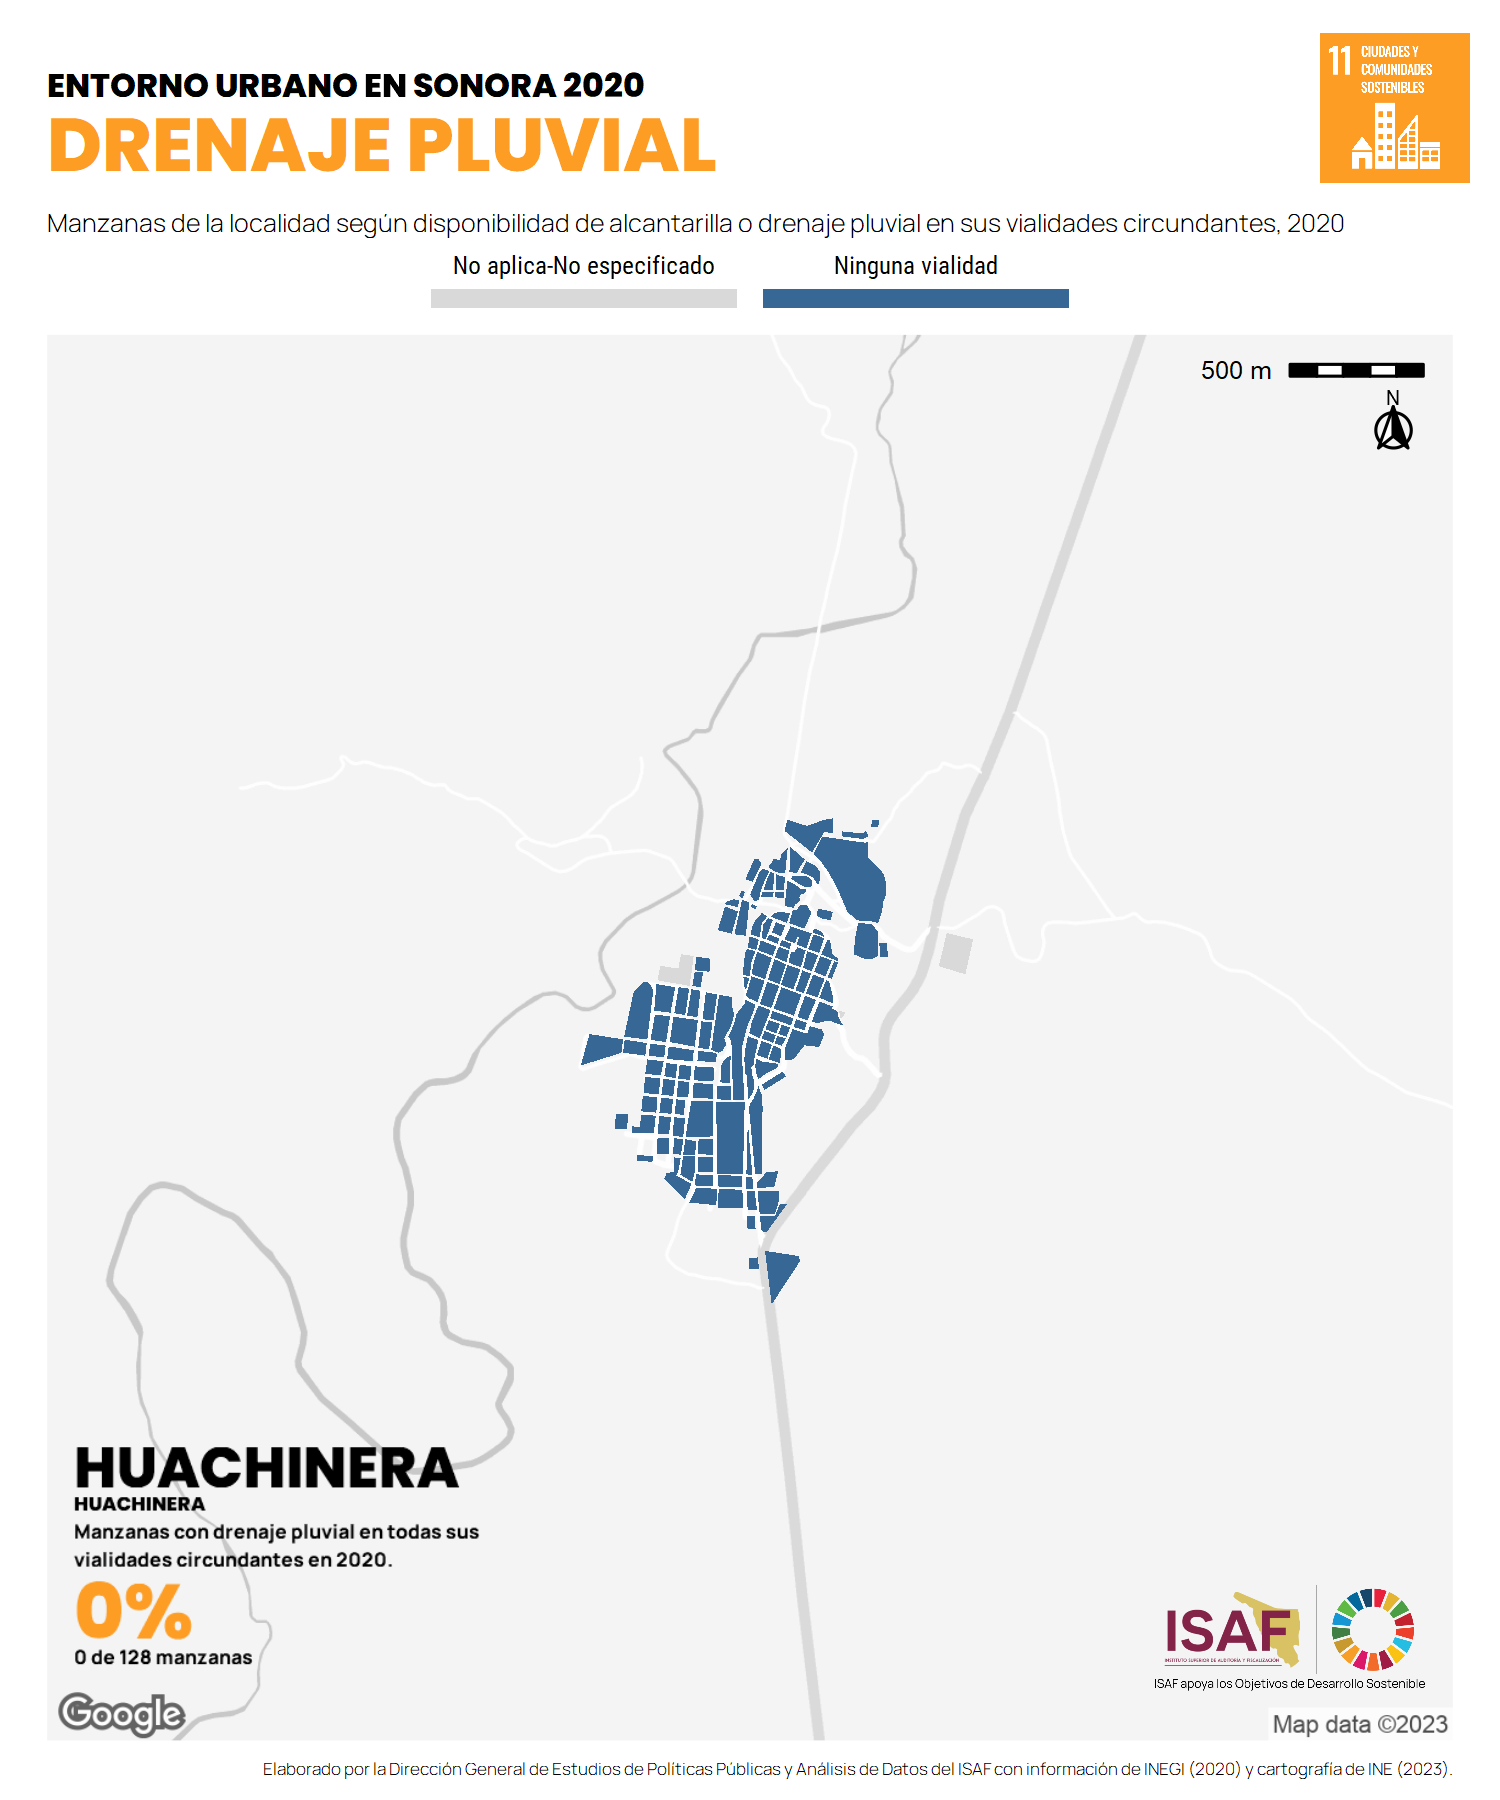 ENTORNO URBANO EN SONORA 2020
DRENAJE PLUVIAL
11 CIUDADES Y
COMUNIDADES
SOSTENIBLES
Manzanas de la localidad según disponibilidad de alcantarilla o drenaje pluvial en sus vialidades circundantes, 2020
No aplica-No especificado
Ninguna vialidad
500 m
N
HUACHINERA
HUACHINERA
Manzanas con drenaje pluvial en todas sus
vialidades circundantes en 2020.
0%
0 de 128 manzanas
Google
ISAF
INSTITUTO SUPERIOR DE AUDITORÍA Y FISCALIZACIÓN
ISAF apoya los Objetivos de Desarrollo Sostenible
Map data ©2023
Elaborado por la Dirección General de Estudios de Políticas Públicas y Análisis de Datos del ISAF con información de INEGI (2020) y cartografía de INE (2023).